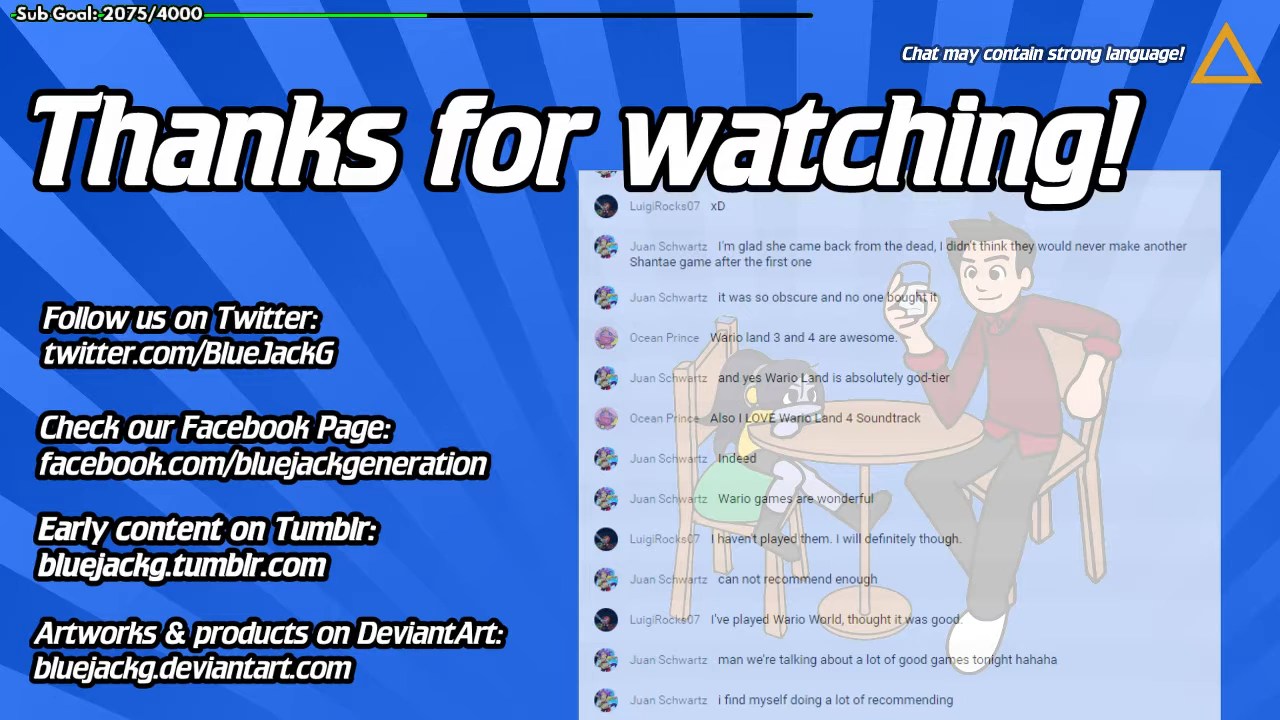 Sub Goal: 2075/4000
Chat may contain strong language!
Thanks for watching!
Follow us on Twitter:
twitter.com/BlueJackG
Check our Facebook Page:
facebook.com/bluejackgeneration
Early content on Tumblr:
bluejackg.tumblr.com
Artworks & products on DeviantArt:
bluejackg.deviantart.com
LuigiRocks07 xD
Juan Schwartz I'm glad she came back from the dead, I didn't think they would never make another
Shantae game after the first one
Juan Schwartz it was so obscure and no one bought it
Ocean Prince Wario land 3 and 4 are awesome.
Juan Schwartz and yes Wario Land is absolutely god-tier
Ocean Prince Also I LOVE Wario Land 4 Soundtrack
Juan Schwartz Indeed
Juan Schwartz Wario games are wonderful
LuigiRocks07 I haven't played them. I will definitely though.
Juan Schwartz can not recommend enough
LuigiRocks07 I've played Wario World, thought it was good.
Juan Schwartz man we're talking about a lot of good games tonight hahaha
Juan Schwartz i find myself doing a lot of recommending